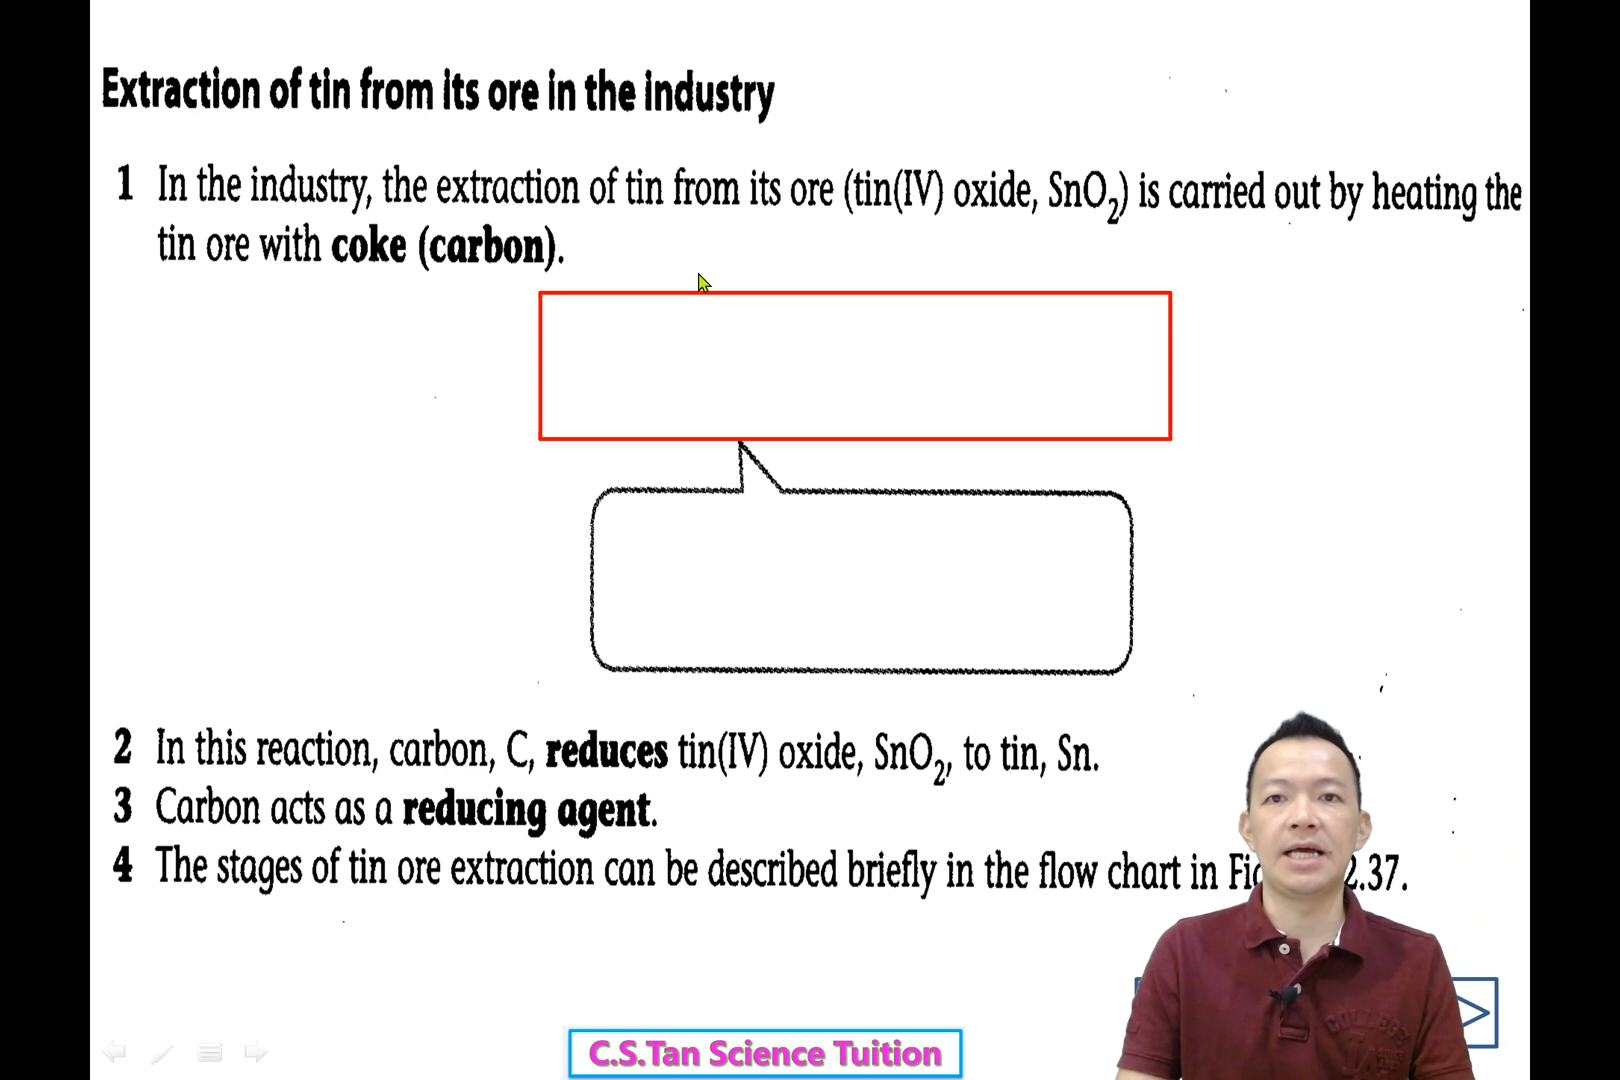 Extraction of tin from its ore in the industry
1 In the industry, the extraction of tin from its ore (tin(IV) oxide, SnO₂) is carried out by heating the
tin ore with coke (carbon).
2 In this reaction, carbon, C, reduces tin(IV) oxide, SnO₂, to tin, Sn.
3 Carbon acts as a reducing agent.
4 The stages of tin ore extraction can be described briefly in the flow chart in 2.37.
C.S.Tan Science Tuition